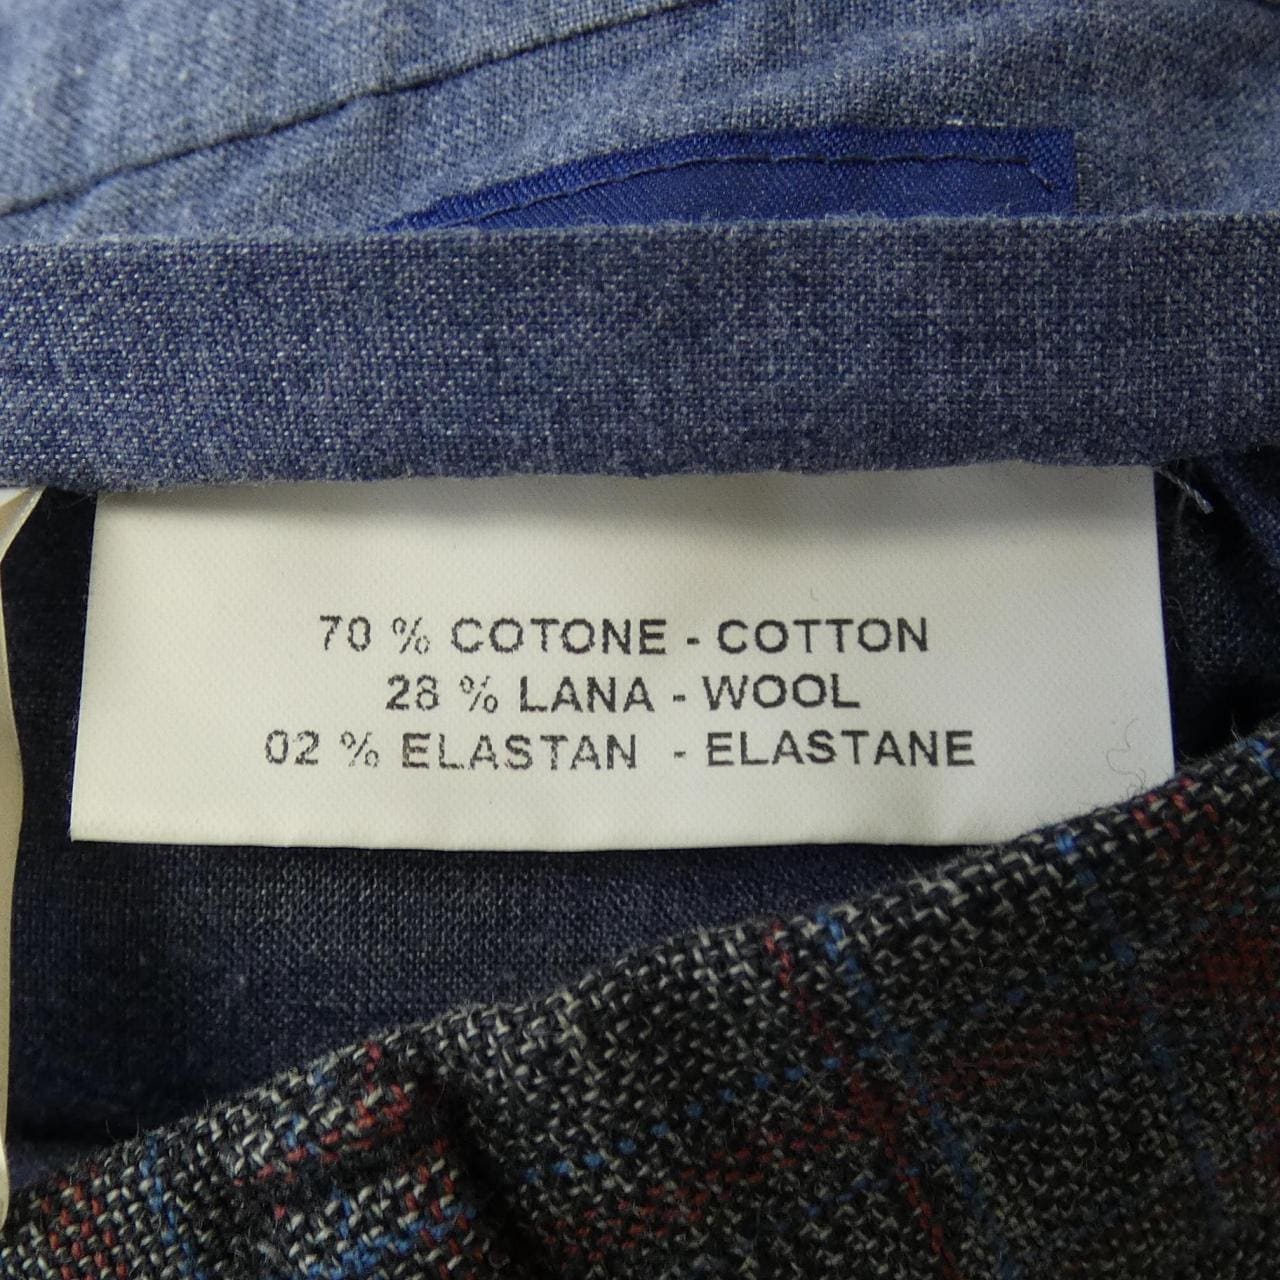 70 % COTONE - COTTON
28 % LANA - WOOL
02 % ELASTAN - ELASTANE